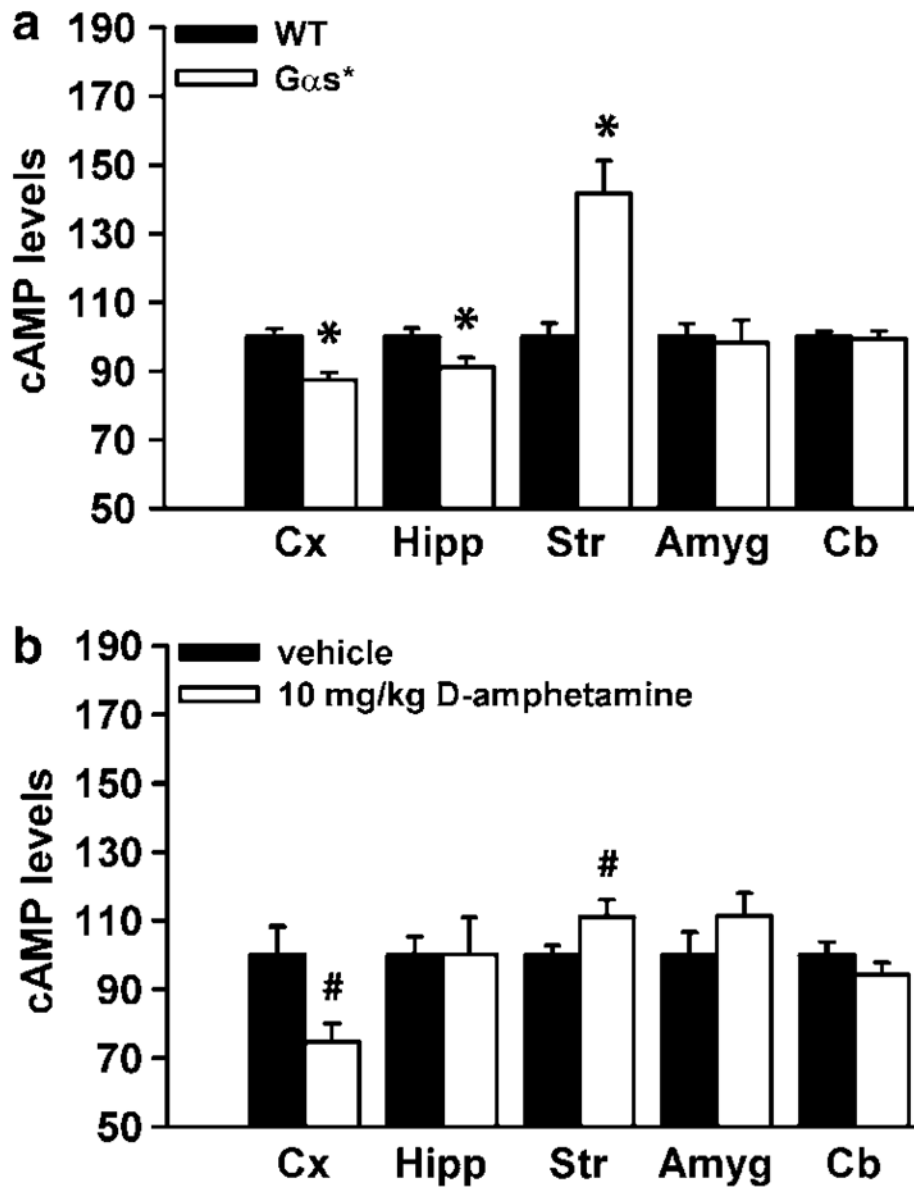 a
190
WT
170
Gαs*
150
*
130
110
*
*
90
70
50
cAMP levels
Cx Hipp Str Amyg Cb
b
190
vehicle
170
10 mg/kg D-amphetamine
150
130
#
110
#
90
70
50
cAMP levels
Cx Hipp Str Amyg Cb